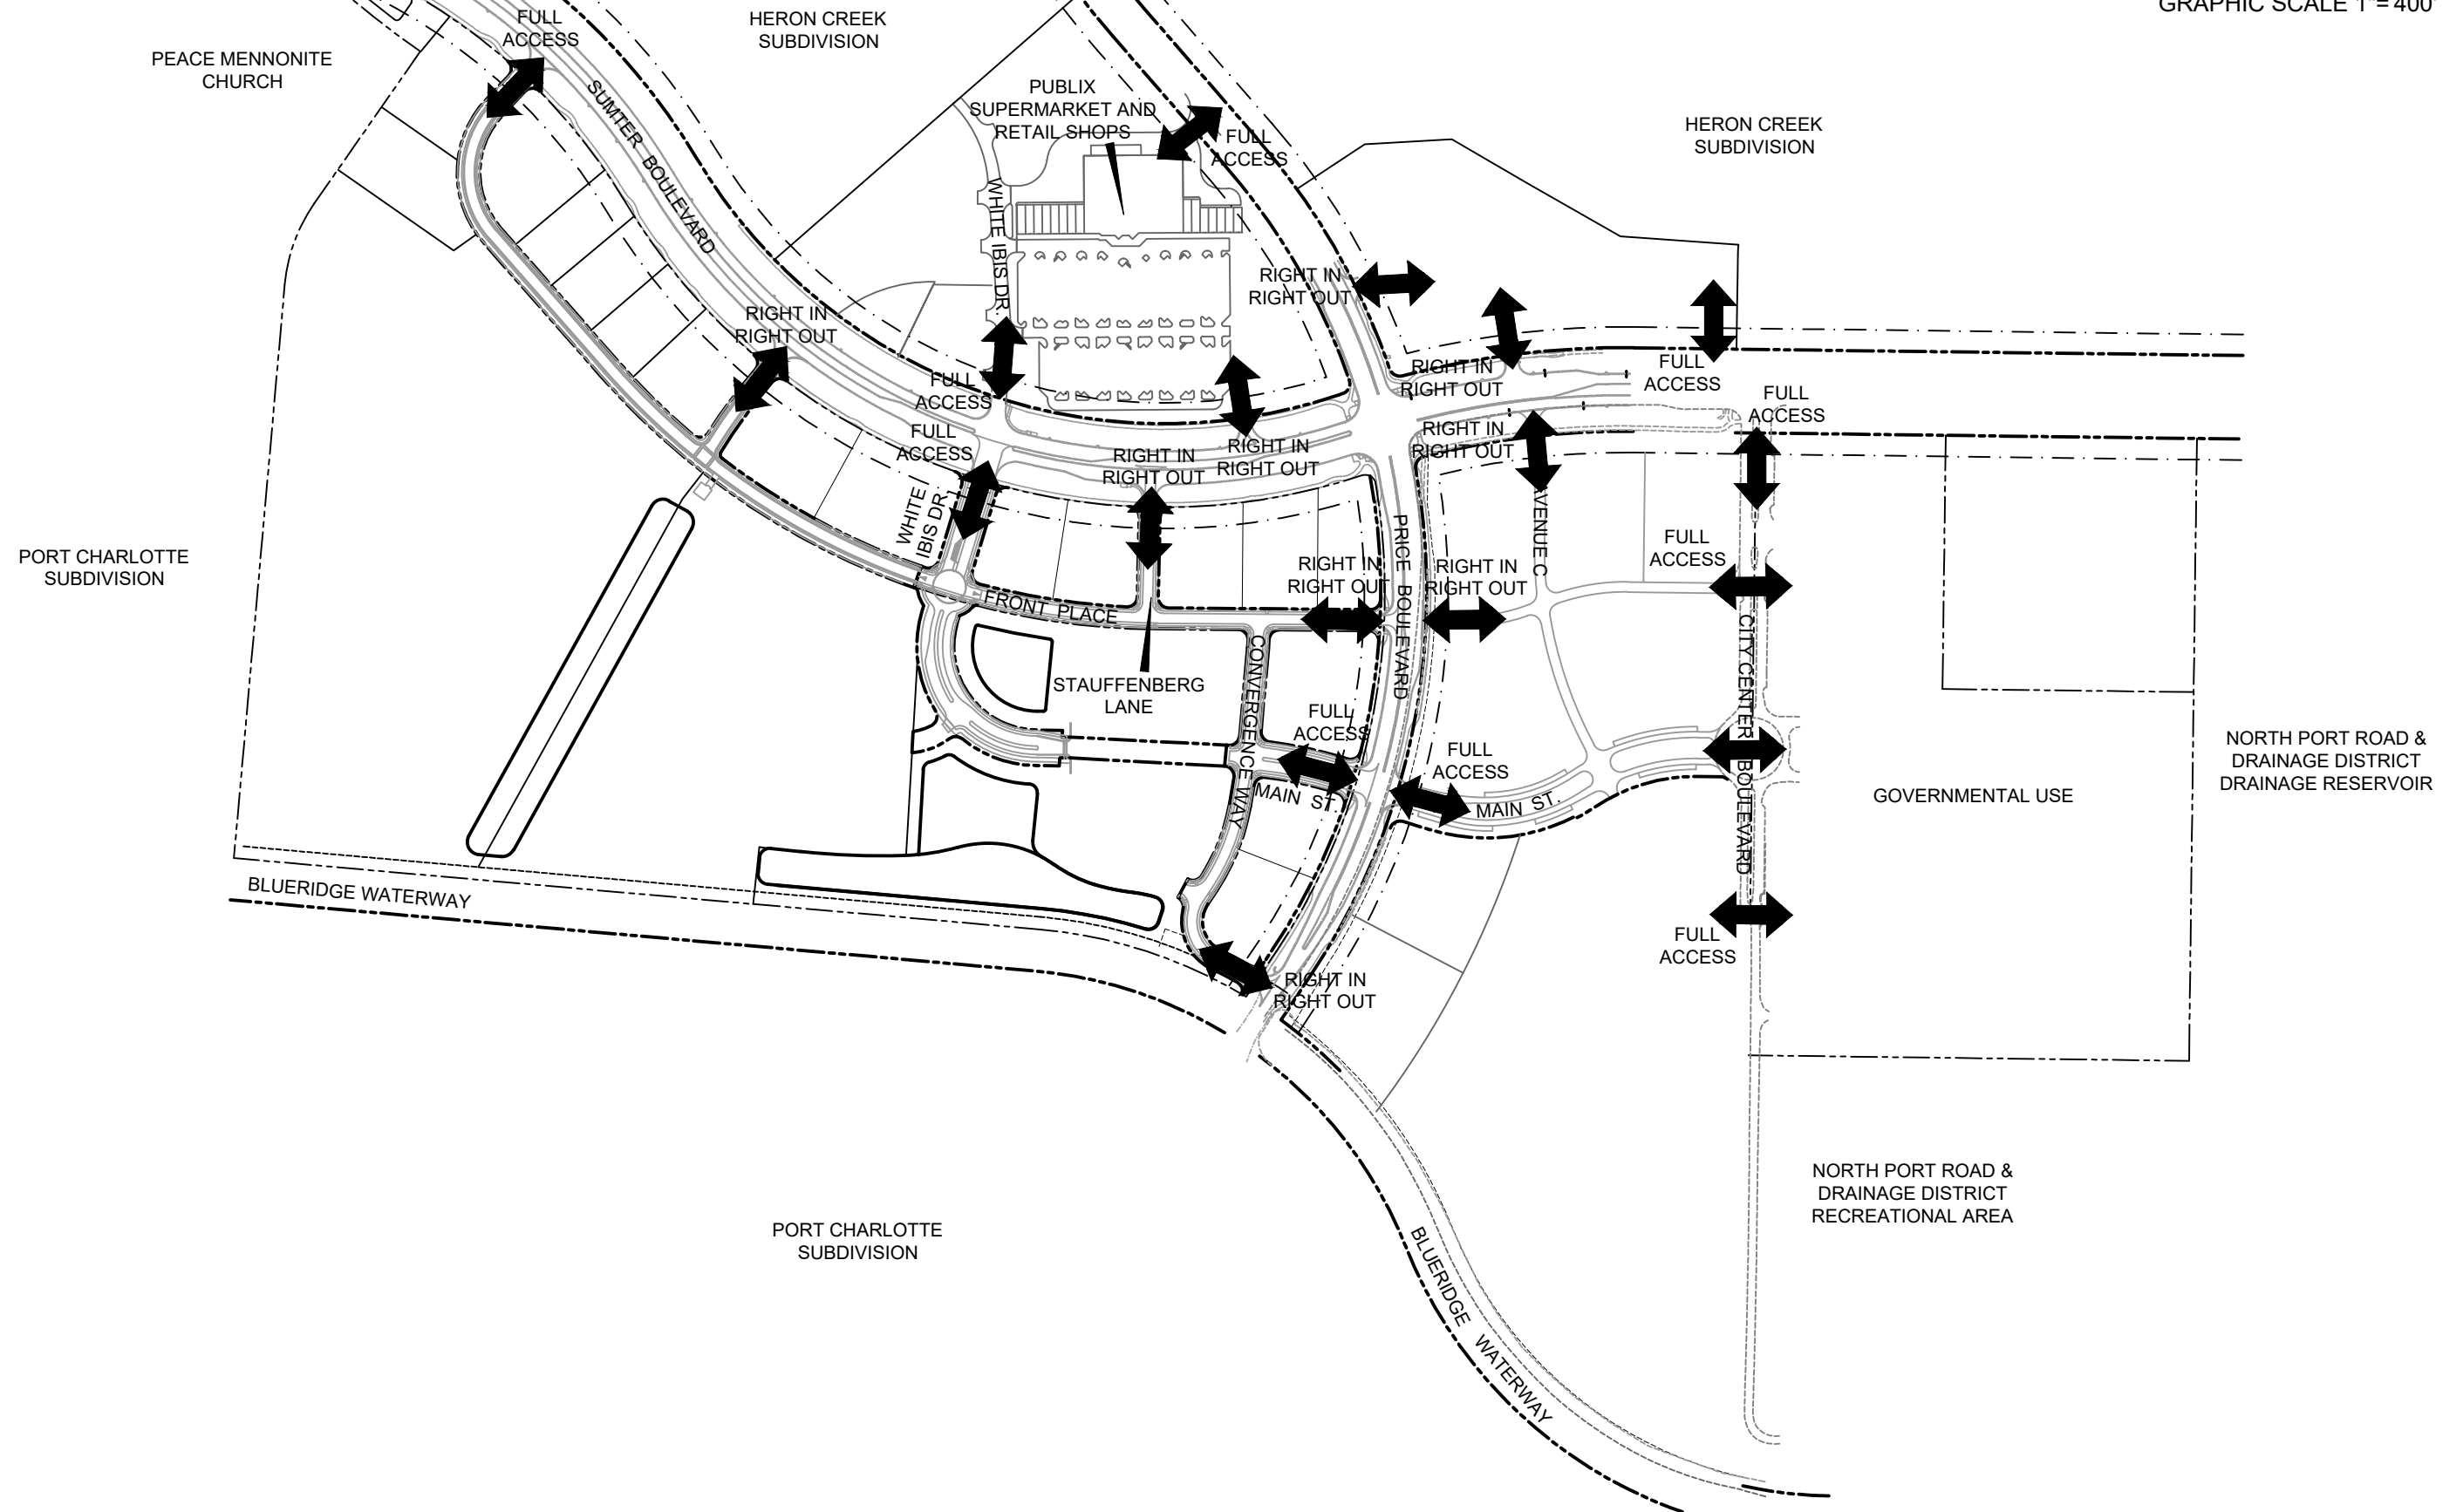 GRAPHIC SCALE 1"= 400'
FULL
ACCESS
HERON CREEK
SUBDIVISION
PEACE MENNONITE
CHURCH
SUMTER BOULEVARD
PUBLIX
SUPERMARKET AND
RETAIL SHOPS
FULL
ACCESS
HERON CREEK
SUBDIVISION
WHITE IBIS DR.
RIGHT IN
RIGHT OUT
RIGHT IN
RIGHT OUT
RIGHT IN
RIGHT OUT
FULL
ACCESS
FULL
ACCESS
FULL
ACCESS
FULL
ACCESS
RIGHT IN
RIGHT OUT
RIGHT IN
RIGHT OUT
RIGHT IN
RIGHT OUT
WHITE
IBIS DR.
PRICE BOULEVARD
AVENUE C
FULL
ACCESS
PORT CHARLOTTE
SUBDIVISION
RIGHT IN
RIGHT OUT
RIGHT IN
RIGHT OUT
FRONT PLACE
CONVERGENCE WAY
CITY CENTER BOULEVARD
STAUFFENBERG
LANE
FULL
ACCESS
FULL
ACCESS
MAIN ST.
MAIN ST.
GOVERNMENTAL USE
NORTH PORT ROAD &
DRAINAGE DISTRICT
DRAINAGE RESERVOIR
BLUERIDGE WATERWAY
FULL
ACCESS
RIGHT IN
RIGHT OUT
NORTH PORT ROAD &
DRAINAGE DISTRICT
RECREATIONAL AREA
PORT CHARLOTTE
SUBDIVISION
BLUERIDGE WATERWAY